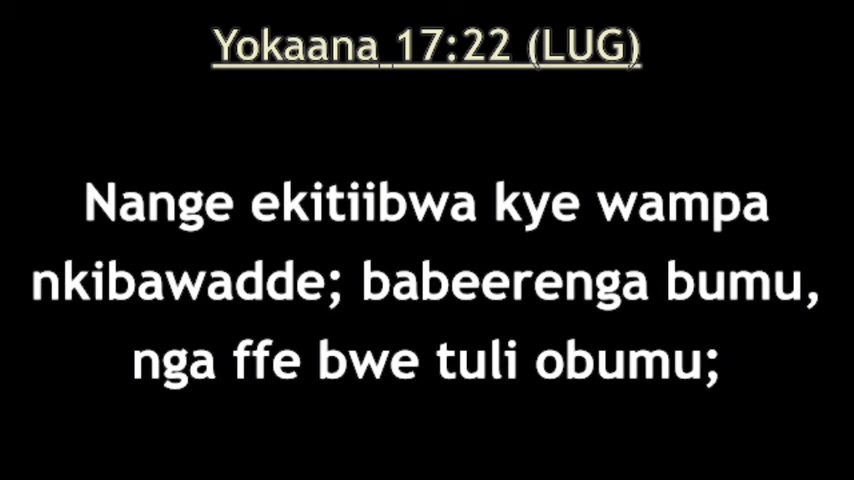 Yokaana 17:22 (LUG)
Nange ekitiibwa kye wampa
nkibawadde; babeerenga bumu,
nga ffe bwe tuli obumu;